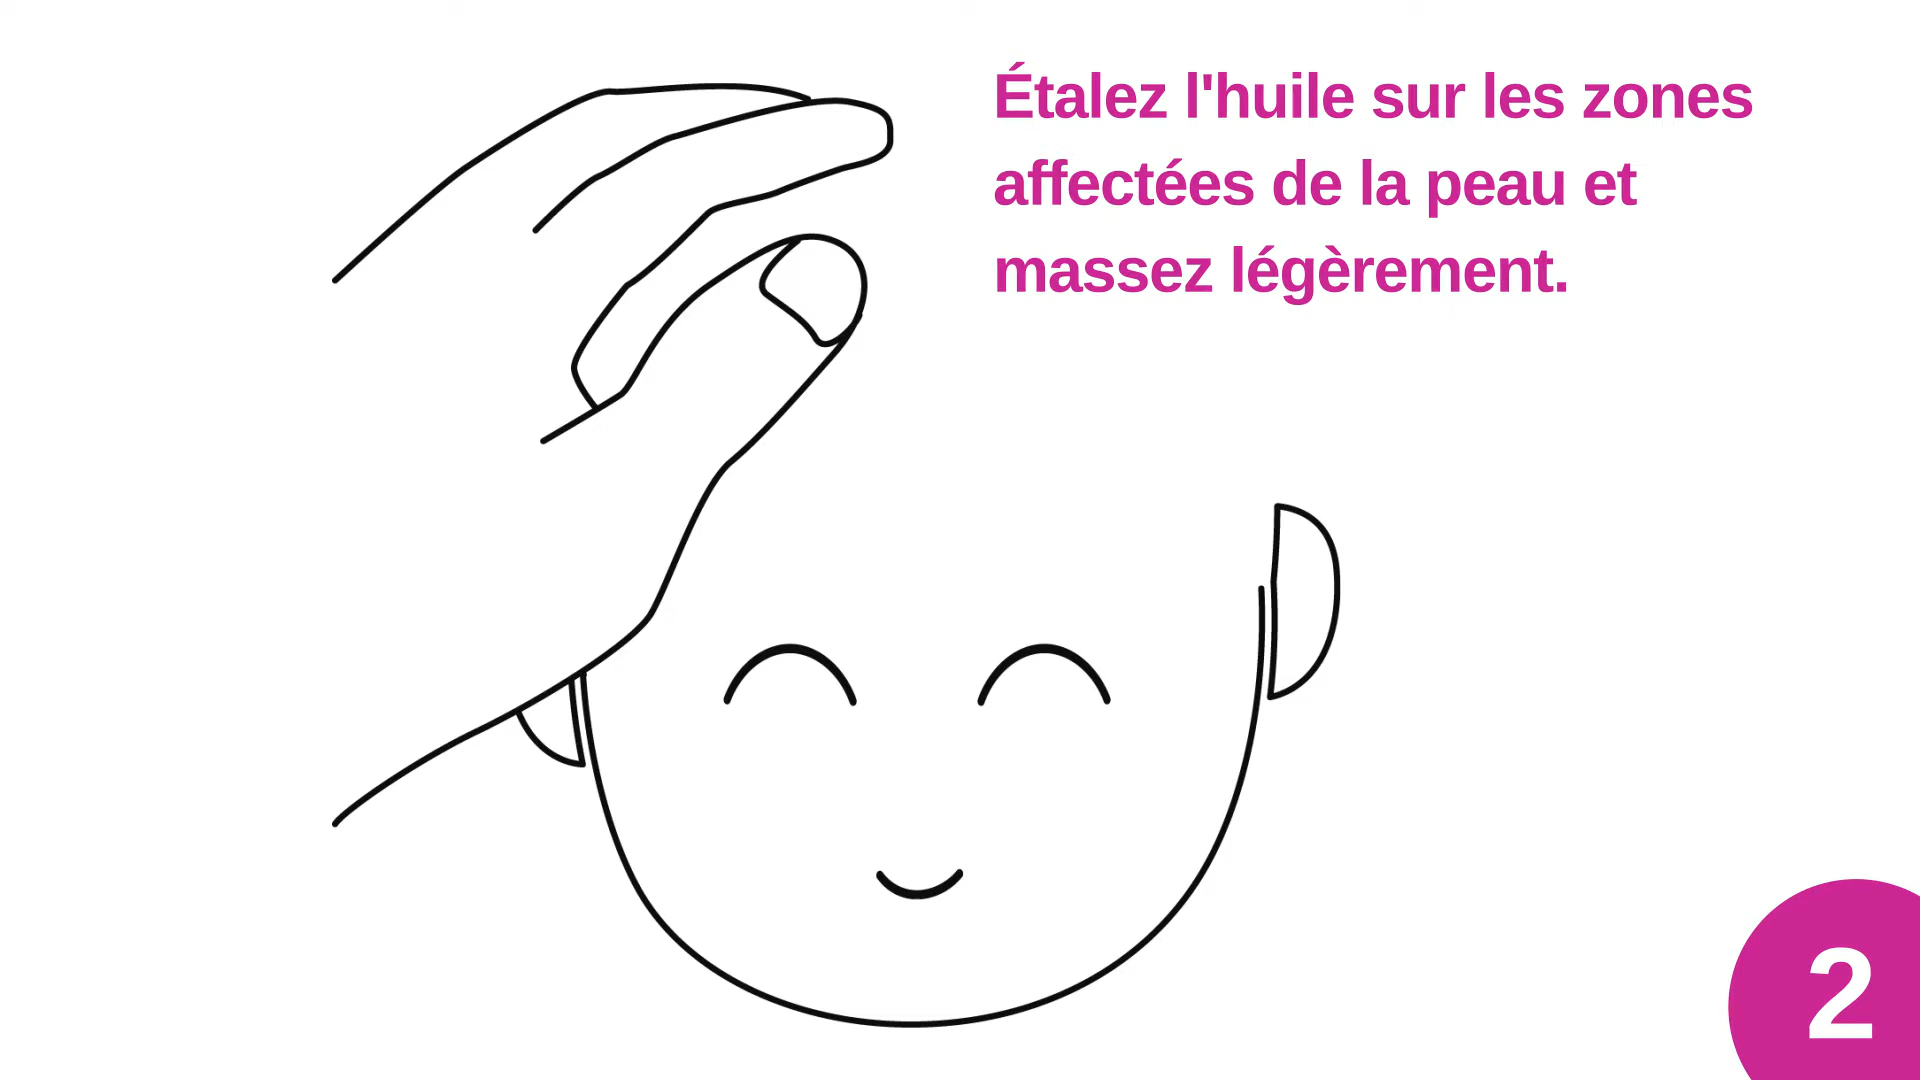 Étalez l'huile sur les zones
affectées de la peau et
massez légèrement.
2